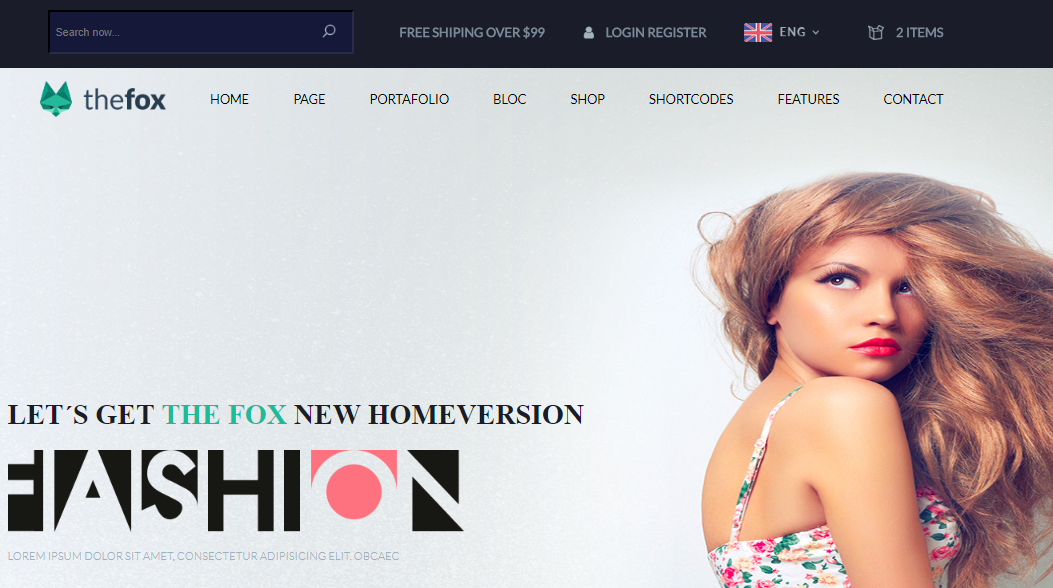 Search now... FREE SHIPING OVER $99 LOGIN REGISTER ENG 2 ITEMS
thefox HOME PAGE PORTAFOLIO BLOC SHOP SHORTCODES FEATURES CONTACT
LET´S GET THE FOX NEW HOMEVERSION
FASHION
LOREM IPSUM DOLOR SIT AMET, CONSECTETUR ADIPISICING ELIT. OBCAEC